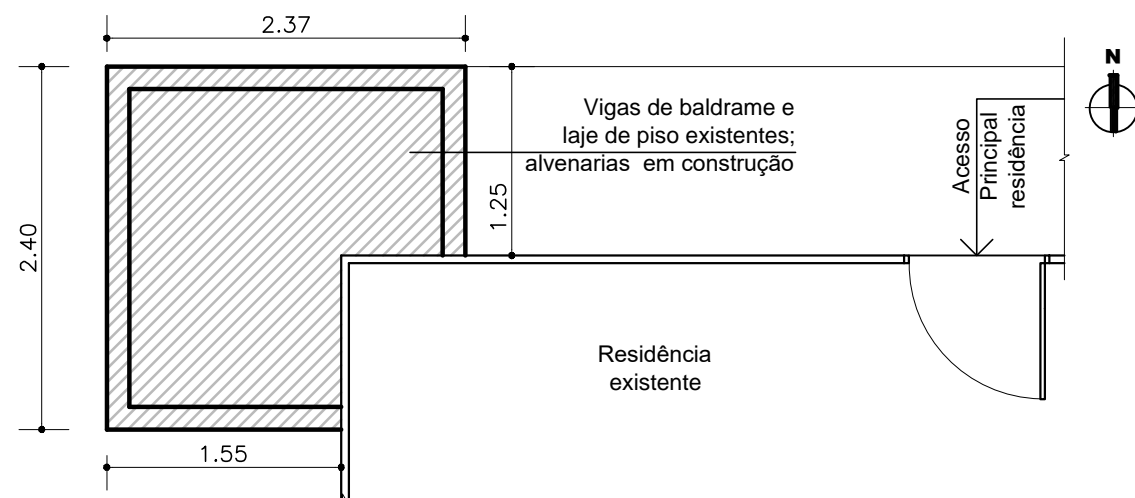 2.37
N
Vigas de baldrame e
laje de piso existentes;
alvenarias em construção
Acesso
Principal
residência
1.25
2.40
Residência
existente
1.55